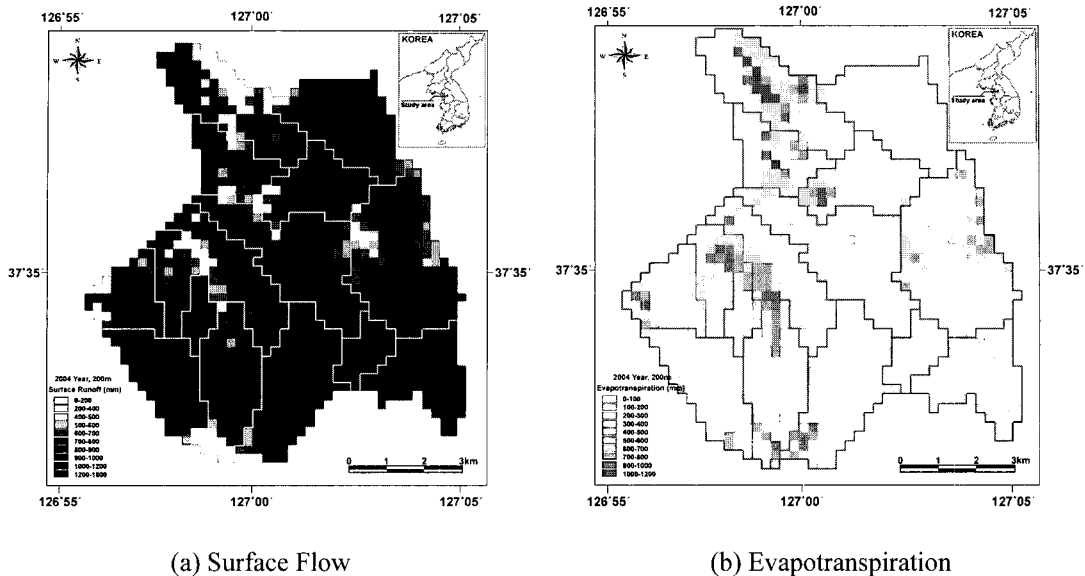 126˚55'
127˚00'
127˚05'
N
W
E
S
KOREA
Study area
37˚35'
2004 Year, 200m
Surface Runoff (mm)
0-200
200-400
400-500
500-600
600-700
700-800
800-900
900-1000
1000-1200
1200-1500
0
1
2
3km
126˚55'
127˚00'
127˚05'
(a) Surface Flow
126˚55'
127˚00'
127˚05'
N
W
E
S
KOREA
Study area
37˚35'
37˚35'
2004 Year, 200m
Evapotranspiration (mm)
0-100
100-200
200-300
300-400
400-500
500-600
600-700
700-800
800-1000
1000-1200
0
1
2
3km
126˚55'
127˚00'
127˚05'
(b) Evapotranspiration